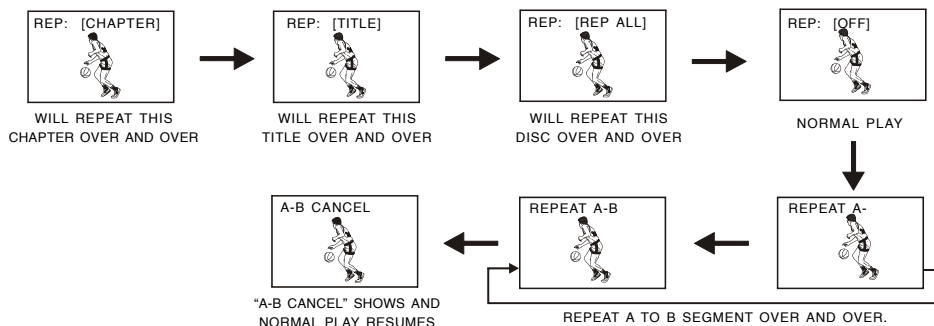 REP: [CHAPTER]
WILL REPEAT THIS
CHAPTER OVER AND OVER
REP: [TITLE]
WILL REPEAT THIS
TITLE OVER AND OVER
REP: [REP ALL]
WILL REPEAT THIS
DISC OVER AND OVER
REP: [OFF]
NORMAL PLAY
A-B CANCEL
"A-B CANCEL" SHOWS AND
NORMAL PLAY RESUMES
REPEAT A-B
REPEAT A-
REPEAT A TO B SEGMENT OVER AND OVER.